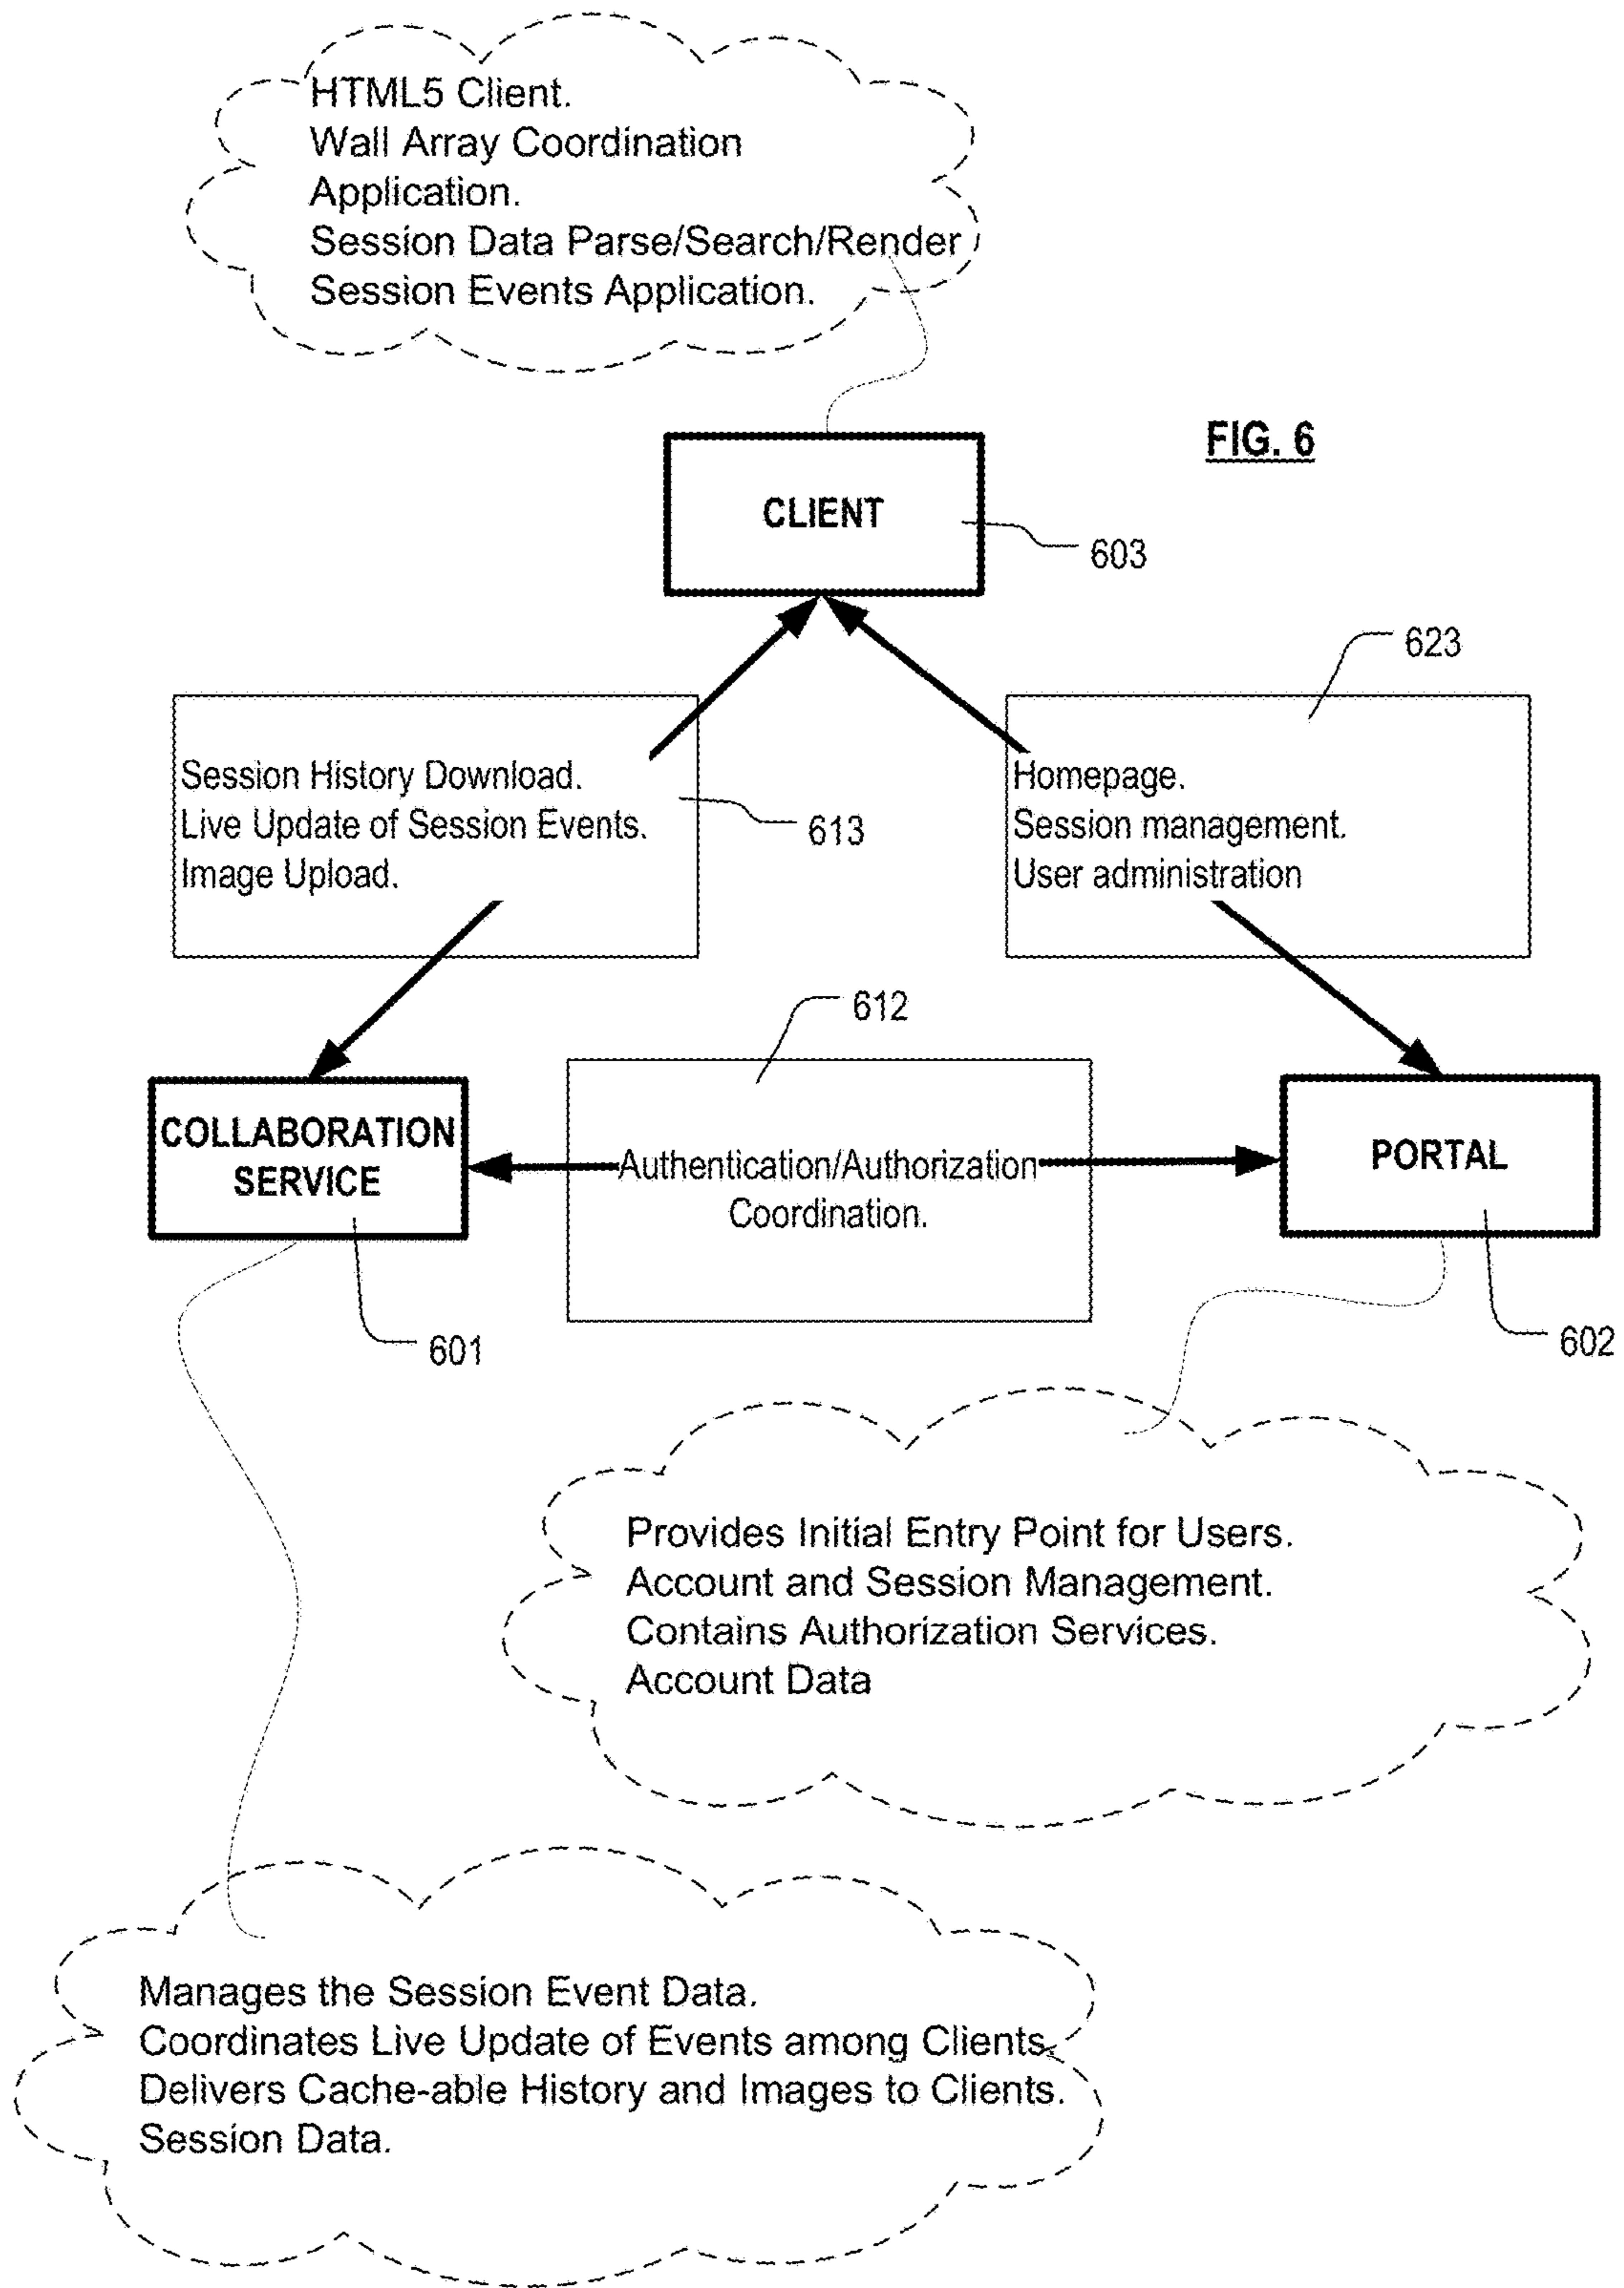 HTML5 Client.
Wall Array Coordination
Application.
Session Data Parse/Search/Render
Session Events Application.
FIG. 6
CLIENT
603
623
Session History Download.
Live Update of Session Events.
Image Upload.
613
Homepage.
Session management.
User administration
612
COLLABORATION
SERVICE
Authentication/Authorization
Coordination.
PORTAL
601
602
Provides Initial Entry Point for Users.
Account and Session Management.
Contains Authorization Services.
Account Data
Manages the Session Event Data.
Coordinates Live Update of Events among Clients.
Delivers Cache-able History and Images to Clients.
Session Data.